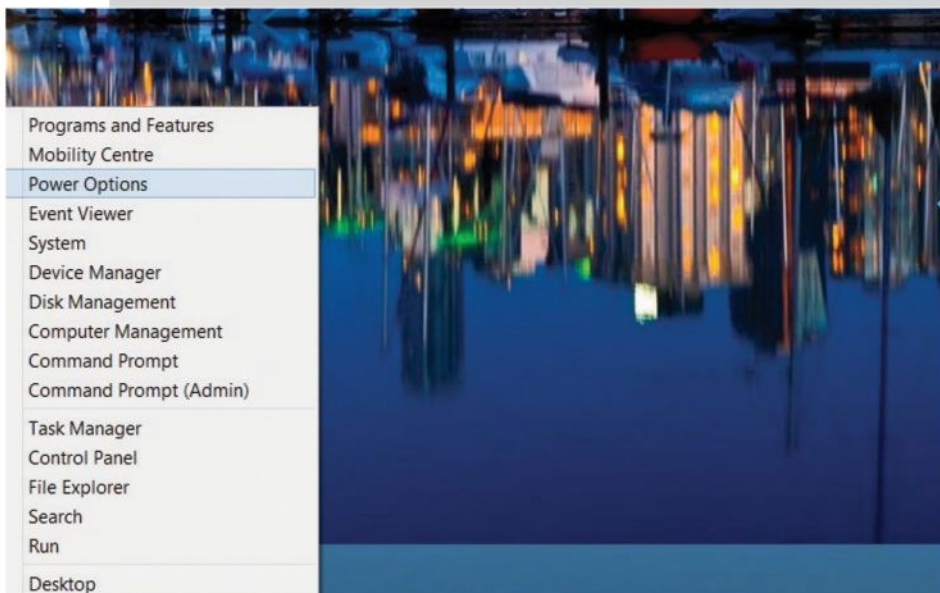 Programs and Features
Mobility Centre
Power Options
Event Viewer
System
Device Manager
Disk Management
Computer Management
Command Prompt
Command Prompt (Admin)
Task Manager
Control Panel
File Explorer
Search
Run
Desktop